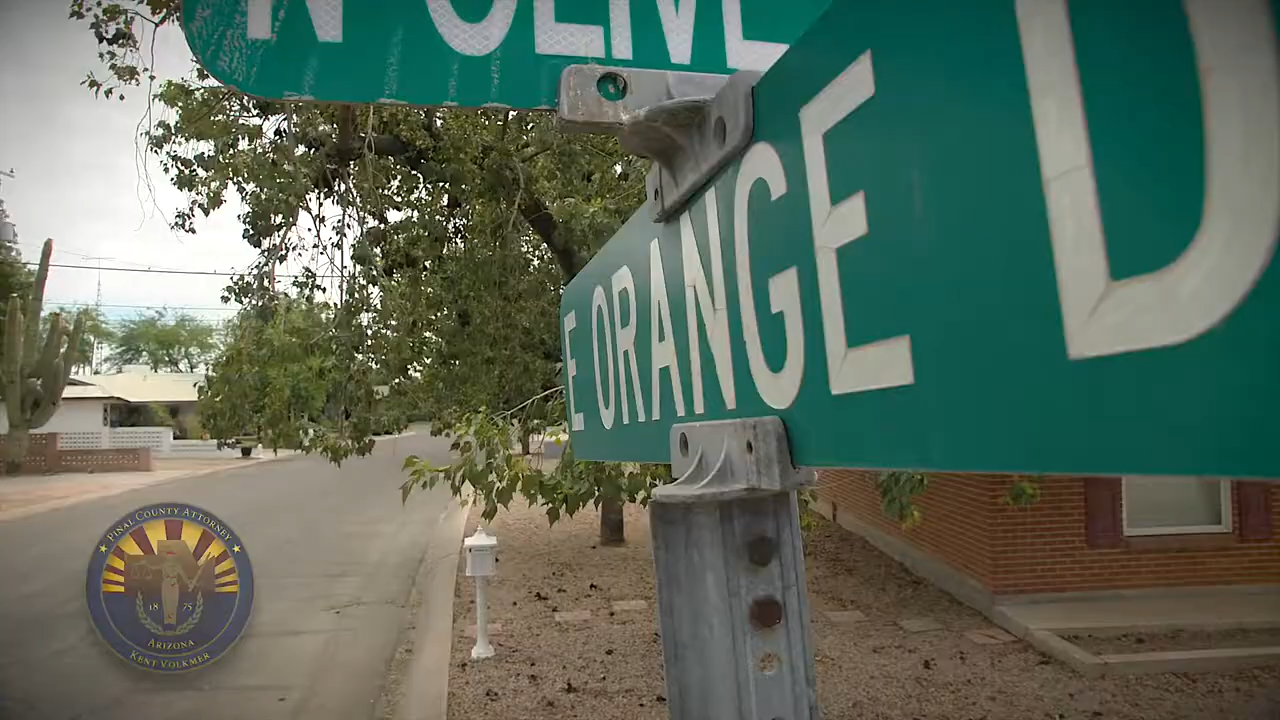 E ORANGE D
PINAL COUNTY ATTORNEY
18 75
ARIZONA
KENT VOLKMER